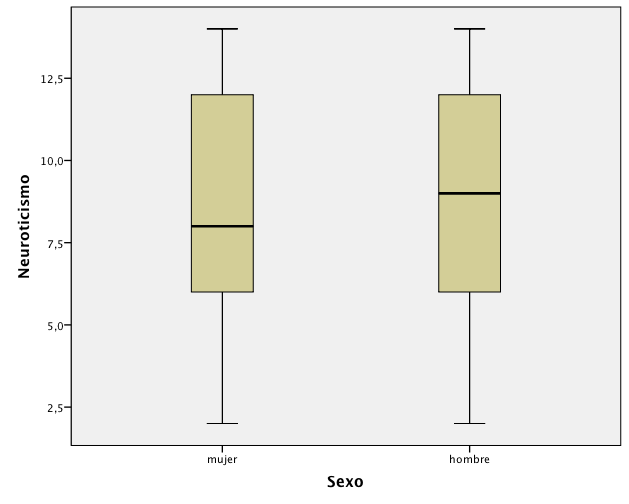 Neuroticismo
12,5
10,0
7,5
5,0
2,5
mujer
hombre
Sexo